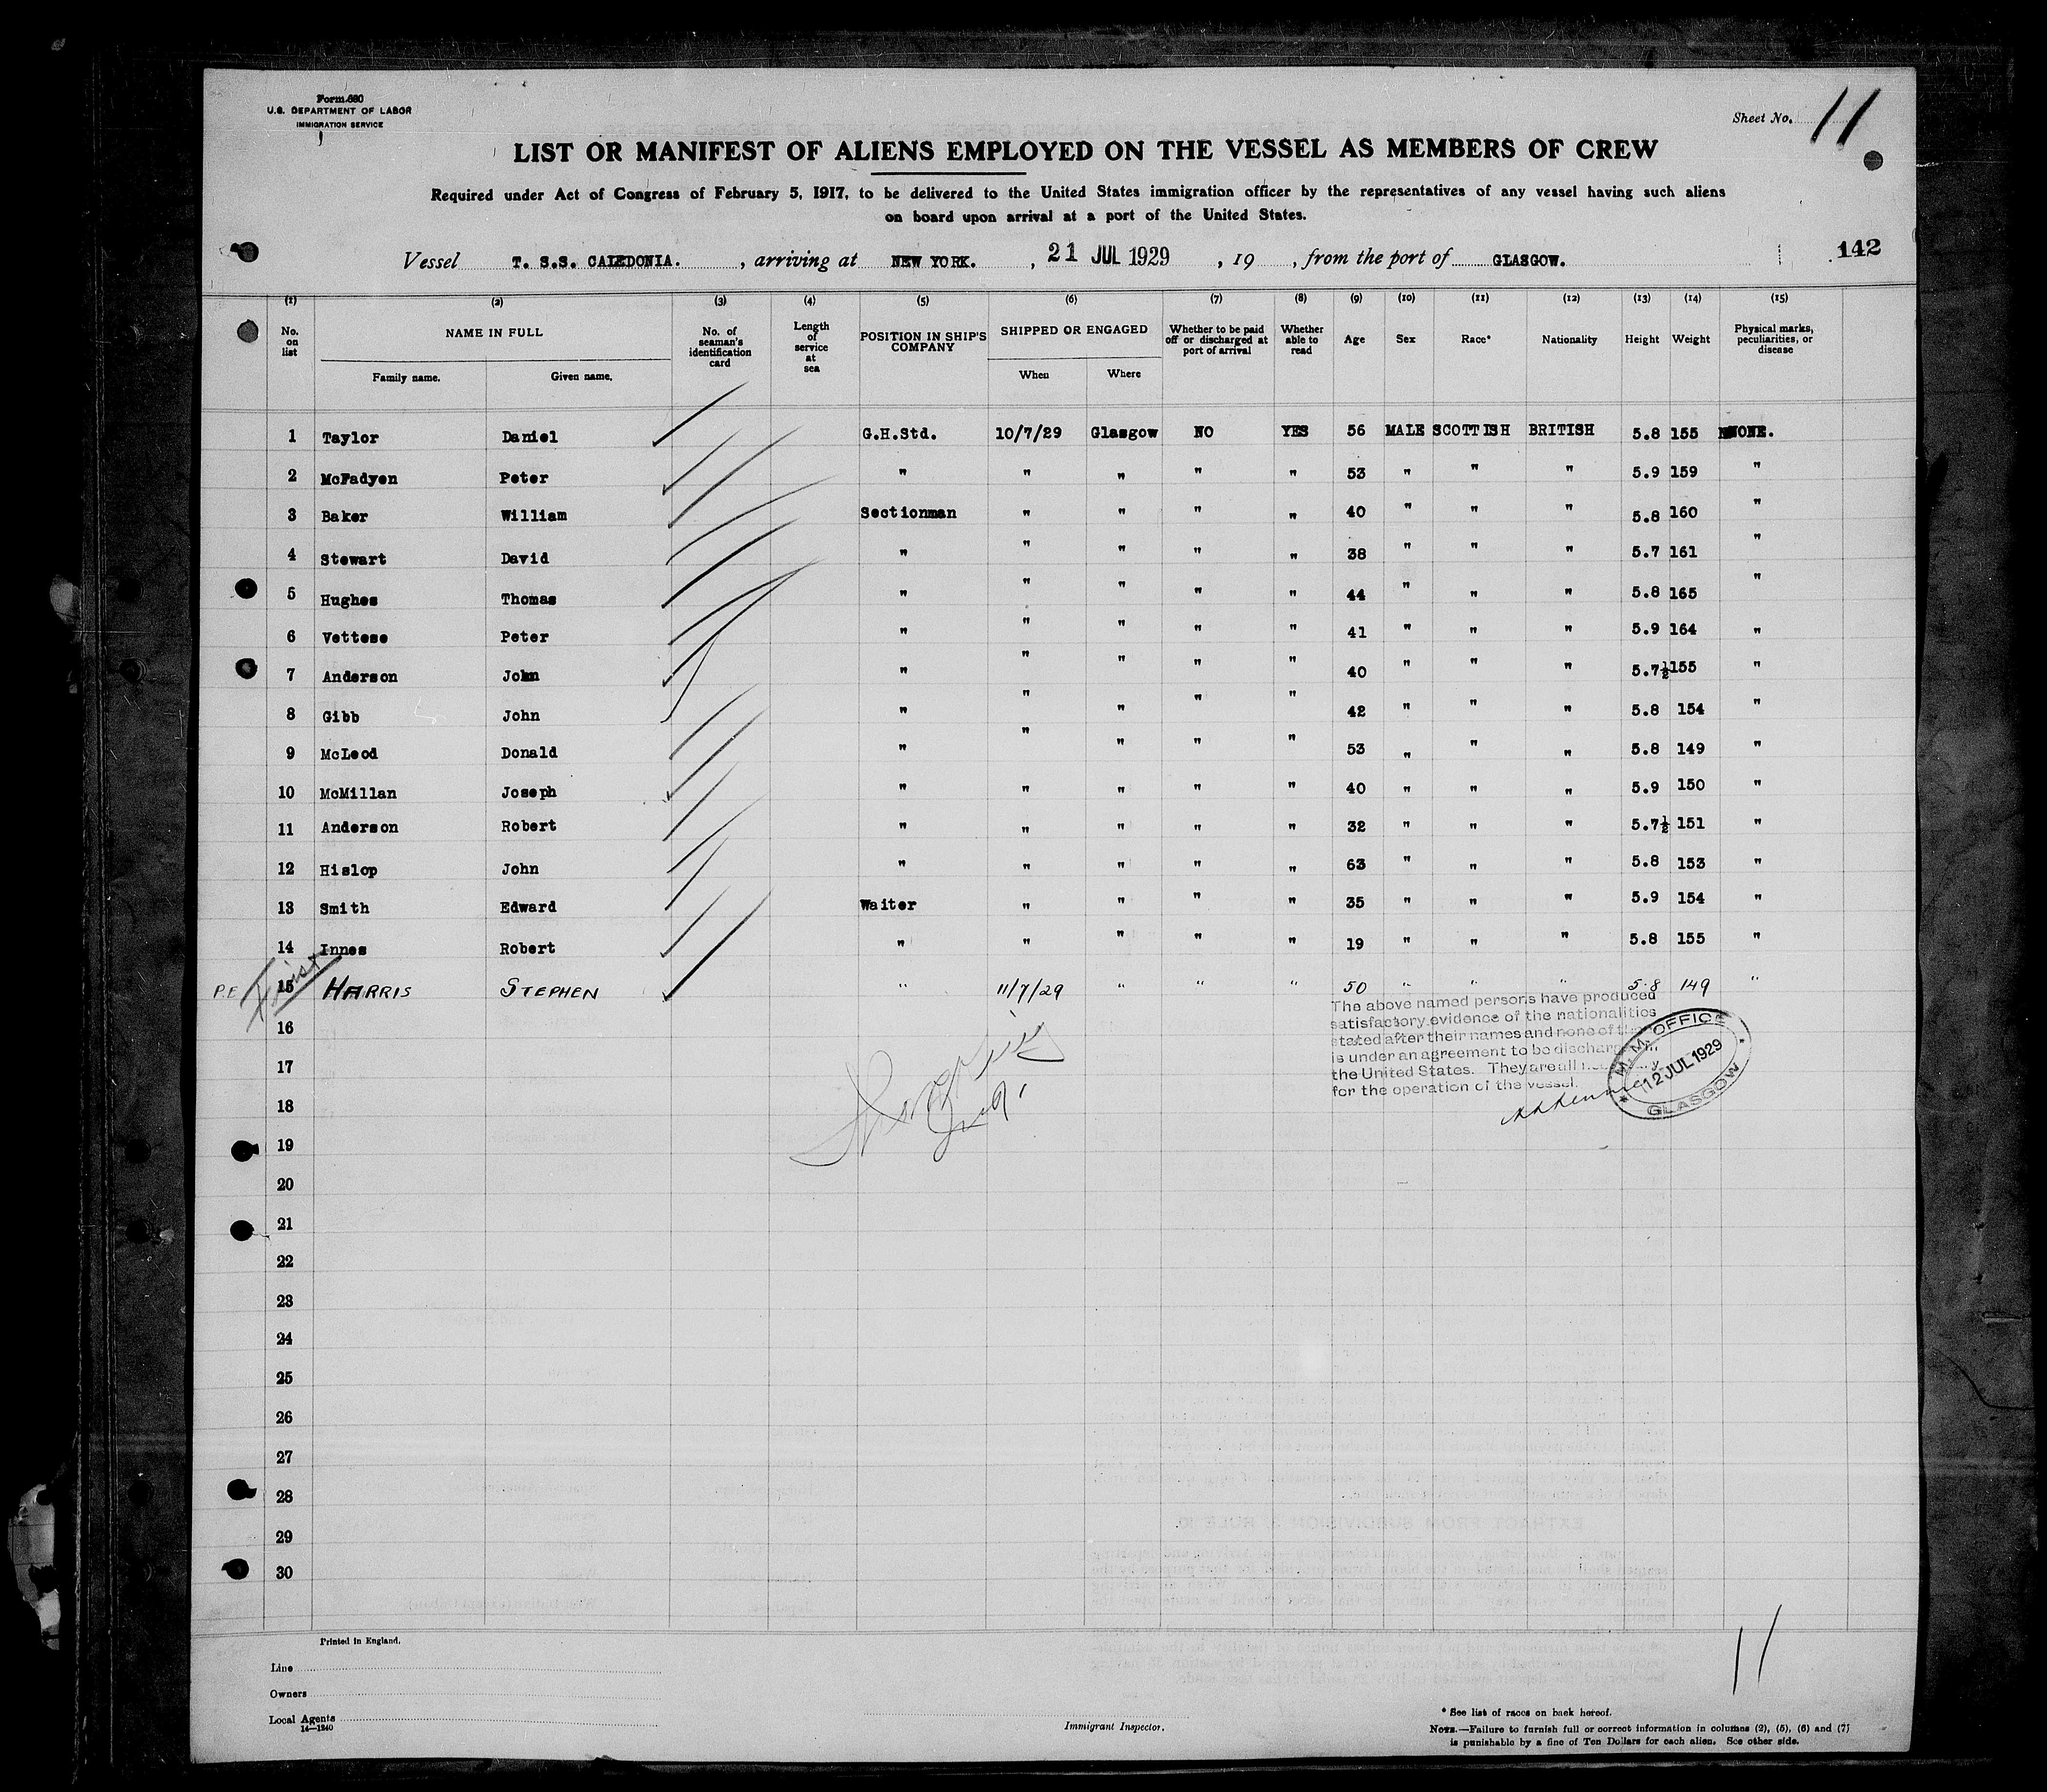 Form 680
U.S. DEPARTMENT OF LABOR
IMMIGRATION SERVICE
Sheet No. 11
LIST OR MANIFEST OF ALIENS EMPLOYED ON THE VESSEL AS MEMBERS OF CREW
Required under Act of Congress of February 5, 1917, to be delivered to the United States immigration officer by the representatives of any vessel having such aliens
on board upon arrival at a port of the United States.
Vessel T. S.S. CALEDONIA. , arriving at NEW YORK. , 21 JUL 1929 , 19 , from the port of GLASGOW. 142
(1) (2) (3) (4) (5) (6) (7) (8) (9) (10) (11) (12) (13) (14) (15)
No. on list NAME IN FULL No. of seaman's identification card Length of service at sea POSITION IN SHIP'S COMPANY SHIPPED OR ENGAGED Whether to be paid off or discharged at port of arrival Whether able to read Age Sex Race* Nationality Height Weight Physical marks, peculiarities, or disease
Family name. Given name. When Where
1 Taylor Daniel G.H.Std. 10/7/29 Glasgow NO YES 56 MALE SCOTTISH BRITISH 5.8 155 NONE.
2 McFadyen Peter " " " " " 53 " " " 5.9 159 "
3 Baker William Sectionman " " " " 40 " " " 5.8 160 "
4 Stewart David " " " " " 38 " " " 5.7 161 "
5 Hughes Thomas " " " " " 44 " " " 5.8 165 "
6 Vettese Peter " " " " " 41 " " " 5.9 164 "
7 Anderson John " " " " " 40 " " " 5.7½ 155 "
8 Gibb John " " " " " 42 " " " 5.8 154 "
9 McLeod Donald " " " " " 53 " " " 5.8 149 "
10 McMillan Joseph " " " " " 40 " " " 5.9 150 "
11 Anderson Robert " " " " " 32 " " " 5.7½ 151 "
12 Hislop John " " " " " 63 " " " 5.8 153 "
13 Smith Edward Waiter " " " " 35 " " " 5.9 154 "
14 Innes Robert " " " " " 19 " " " 5.8 155 "
P.E. First 15 HARRIS STEPHEN " 11/7/29 " " " 50 " " " 5.8 149 "
The above named persons have produced
satisfactory evidence of the nationalities
stated after their names and none of
is under an agreement to be
the United States. They are all
for the operation of the vessel.
M. M. OFFICE
12 JUL 1929
GLASGOW
16
17
18
19
20
21
22
23
24
25
26
27
28
29
30
Printed in England.
11
Line
Owners
Local Agents
14—1240
Immigrant Inspector.
* See list of races on back hereof.
NOTE.—Failure to furnish full or correct information in columns (2), (5), (6) and (7)
is punishable by a fine of Ten Dollars for each alien. See other side.